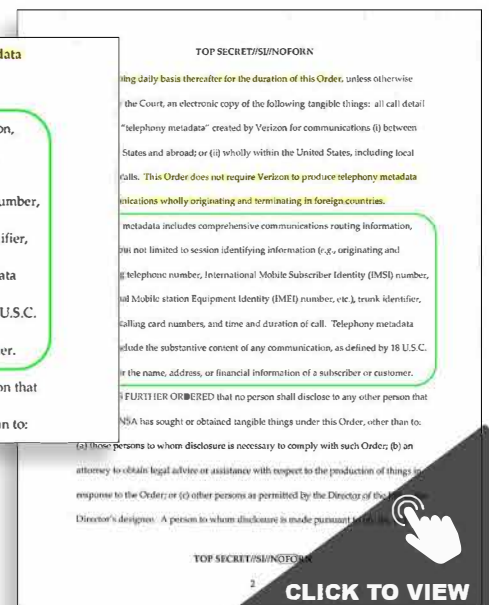 data
on,
umber,
ifier,
ata
U.S.C.
er.
on that
n to:
TOP SECRET//SI//NOFORN
ing daily basis thereafter for the duration of this Order, unless otherwise
the Court, an electronic copy of the following tangible things: all call detail
"telephony metadata" created by Verizon for communications (i) between
States and abroad; or (ii) wholly within the United States, including local
calls. This Order does not require Verizon to produce telephony metadata
nications wholly originating and terminating in foreign countries.
metadata includes comprehensive communications routing information,
but not limited to session identifying information (e.g., originating and
g telephone number, International Mobile Subscriber Identity (IMSI) number,
al Mobile station Equipment Identity (IMEI) number, etc.), trunk identifier,
calling card numbers, and time and duration of call. Telephony metadata
clude the substantive content of any communication, as defined by 18 U.S.C.
r the name, address, or financial information of a subscriber or customer.
FURTHER ORDERED that no person shall disclose to any other person that
NSA has sought or obtained tangible things under this Order, other than to:
(a) those persons to whom disclosure is necessary to comply with such Order; (b) an
attorney to obtain legal advice or assistance with respect to the production of things in
response to the Order; or (c) other persons as permitted by the Director of the
Director's designee. A person to whom disclosure is made pursuant
TOP SECRET//SI//NOFORN
2
CLICK TO VIEW